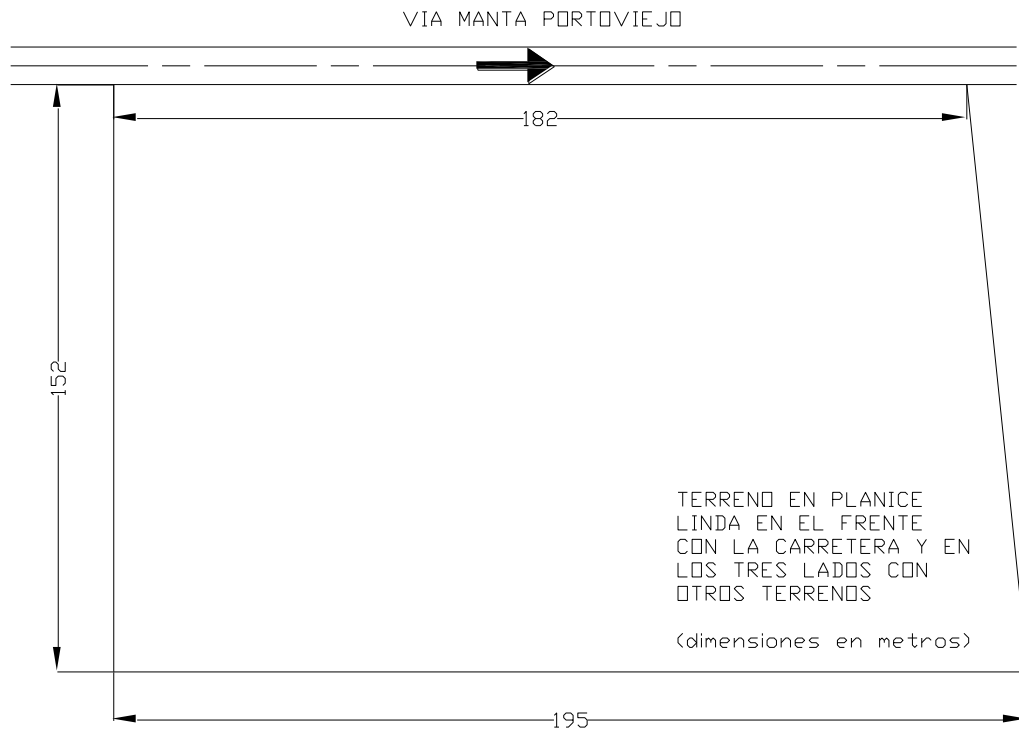 VIA MANTA PORTOVIEJO
182
152
TERRENO EN PLANICE
LINDA EN EL FRENTE
CON LA CARRETERA Y EN
LOS TRES LADOS CON
OTROS TERRENOS
(dimensiones en metros)
195